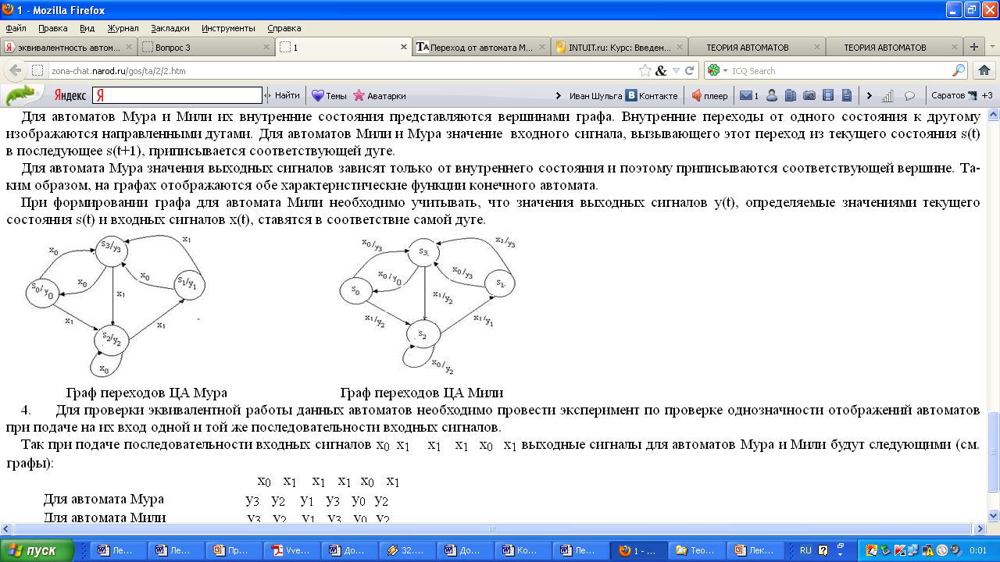 1 - Mozilla Firefox
Файл Правка Вид Журнал Закладки Инструменты Справка
эквивалентность автом... Вопрос 3 1 Переход от автомата М... INTUIT.ru: Курс: Введен... ТЕОРИЯ АВТОМАТОВ ТЕОРИЯ АВТОМАТОВ
zona-chat.narod.ru/gos/ta/2/2.htm ICQ Search
Яндекс Я Найти Темы Аватарки Иван Шульга В Контакте плеер 1 Саратов +3
Для автоматов Мура и Мили их внутренние состояния представляются вершинами графа. Внутренние переходы от одного состояния к другому
изображаются направленными дугами. Для автоматов Мили и Мура значение входного сигнала, вызывающего этот переход из текущего состояния s(t)
в последующее s(t+1), приписывается соответствующей дуге.
Для автомата Мура значения выходных сигналов зависят только от внутреннего состояния и поэтому приписываются соответствующей вершине. Та-
ким образом, на графах отображаются обе характеристические функции конечного автомата.
При формировании графа для автомата Мили необходимо учитывать, что значения выходных сигналов y(t), определяемые значениями текущего
состояния s(t) и входных сигналов x(t), ставятся в соответствие самой дуге.
x0 s3/y3 x1
x0 x0
s0/y0 x1 s1/y1
x1 x1
s2/y2
x0
x0/y3 s3 x1/y3
x0/y0 x0/y3
s0 x1/y2 s1
x1/y2 x1/y1
s2
x0/y2
Граф переходов ЦА Мура Граф переходов ЦА Мили
4. Для проверки эквивалентной работы данных автоматов необходимо провести эксперимент по проверке однозначности отображений автоматов
при подаче на их вход одной и той же последовательности входных сигналов.
Так при подаче последовательности входных сигналов x0 x1 x1 x1 x0 x1 выходные сигналы для автоматов Мура и Мили будут следующими (см.
графы):
x0 x1 x1 x1 x0 x1
Для автомата Мура y3 y2 y1 y3 y0 y2
Для автомата Мили y3 y2 y1 y3 y0 y2
пуск Ле... Ле... Пр... Vve... До... 32.... До... Ко... Ле... 1 - ... Тео... Лек... RU 0:01